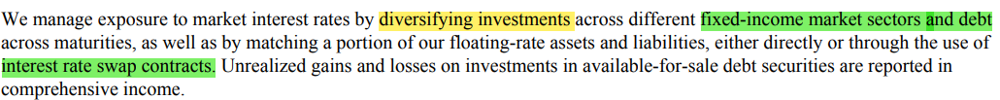 We manage exposure to market interest rates by diversifying investments across different fixed-income market sectors and debt
across maturities, as well as by matching a portion of our floating-rate assets and liabilities, either directly or through the use of
interest rate swap contracts. Unrealized gains and losses on investments in available-for-sale debt securities are reported in
comprehensive income.